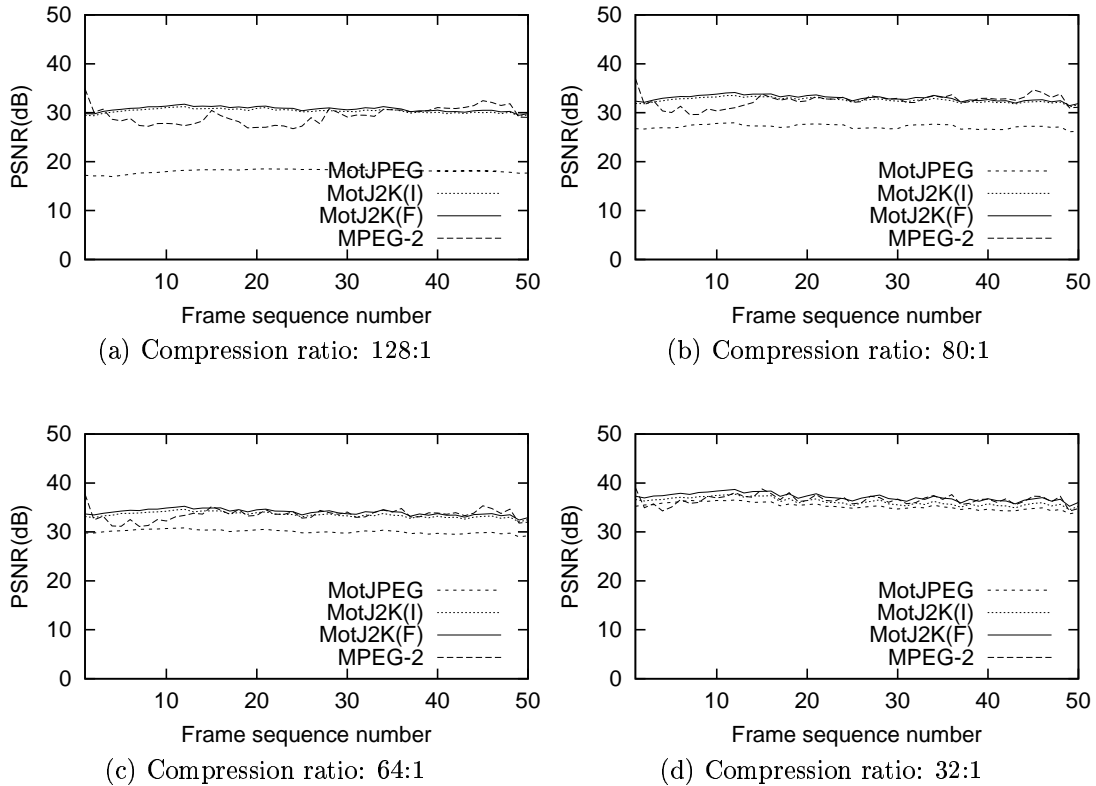 50
40
30
20
10
0
PSNR(dB)
MotJPEG
MotJ2K(I)
MotJ2K(F)
MPEG-2
10 20 30 40 50
Frame sequence number
(a) Compression ratio: 128:1
50
40
30
20
10
0
PSNR(dB)
MotJPEG
MotJ2K(I)
MotJ2K(F)
MPEG-2
10 20 30 40 50
Frame sequence number
(b) Compression ratio: 80:1
50
40
30
20
10
0
PSNR(dB)
MotJPEG
MotJ2K(I)
MotJ2K(F)
MPEG-2
10 20 30 40 50
Frame sequence number
(c) Compression ratio: 64:1
50
40
30
20
10
0
PSNR(dB)
MotJPEG
MotJ2K(I)
MotJ2K(F)
MPEG-2
10 20 30 40 50
Frame sequence number
(d) Compression ratio: 32:1